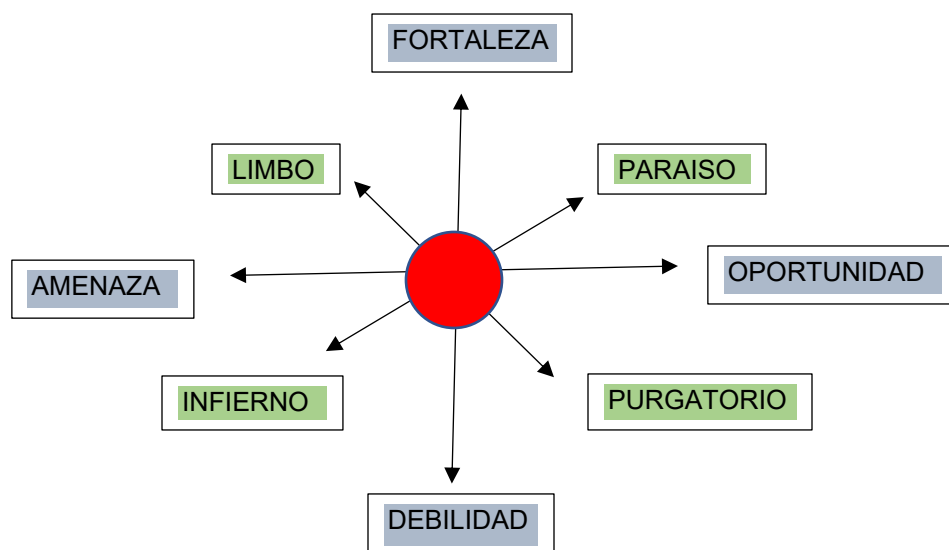 FORTALEZA
LIMBO
PARAISO
AMENAZA
OPORTUNIDAD
INFIERNO
PURGATORIO
DEBILIDAD